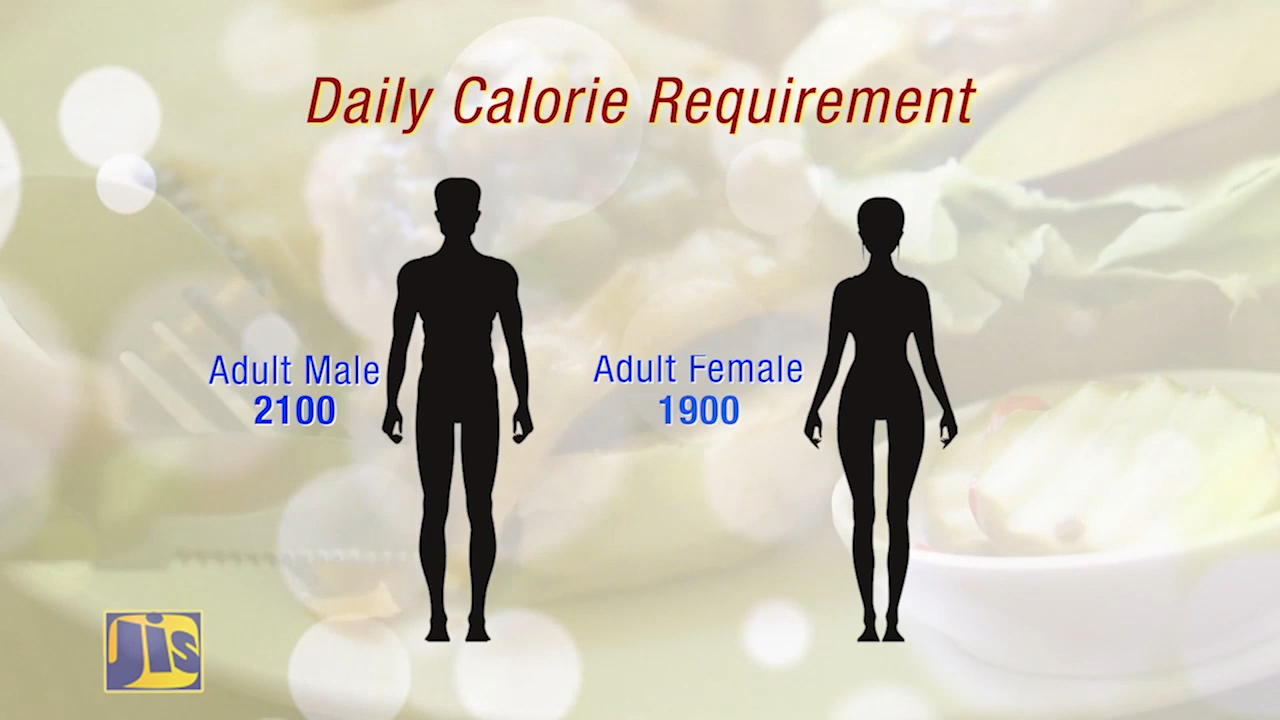 Daily Calorie Requirement
Adult Male
2100
Adult Female
1900
Jis